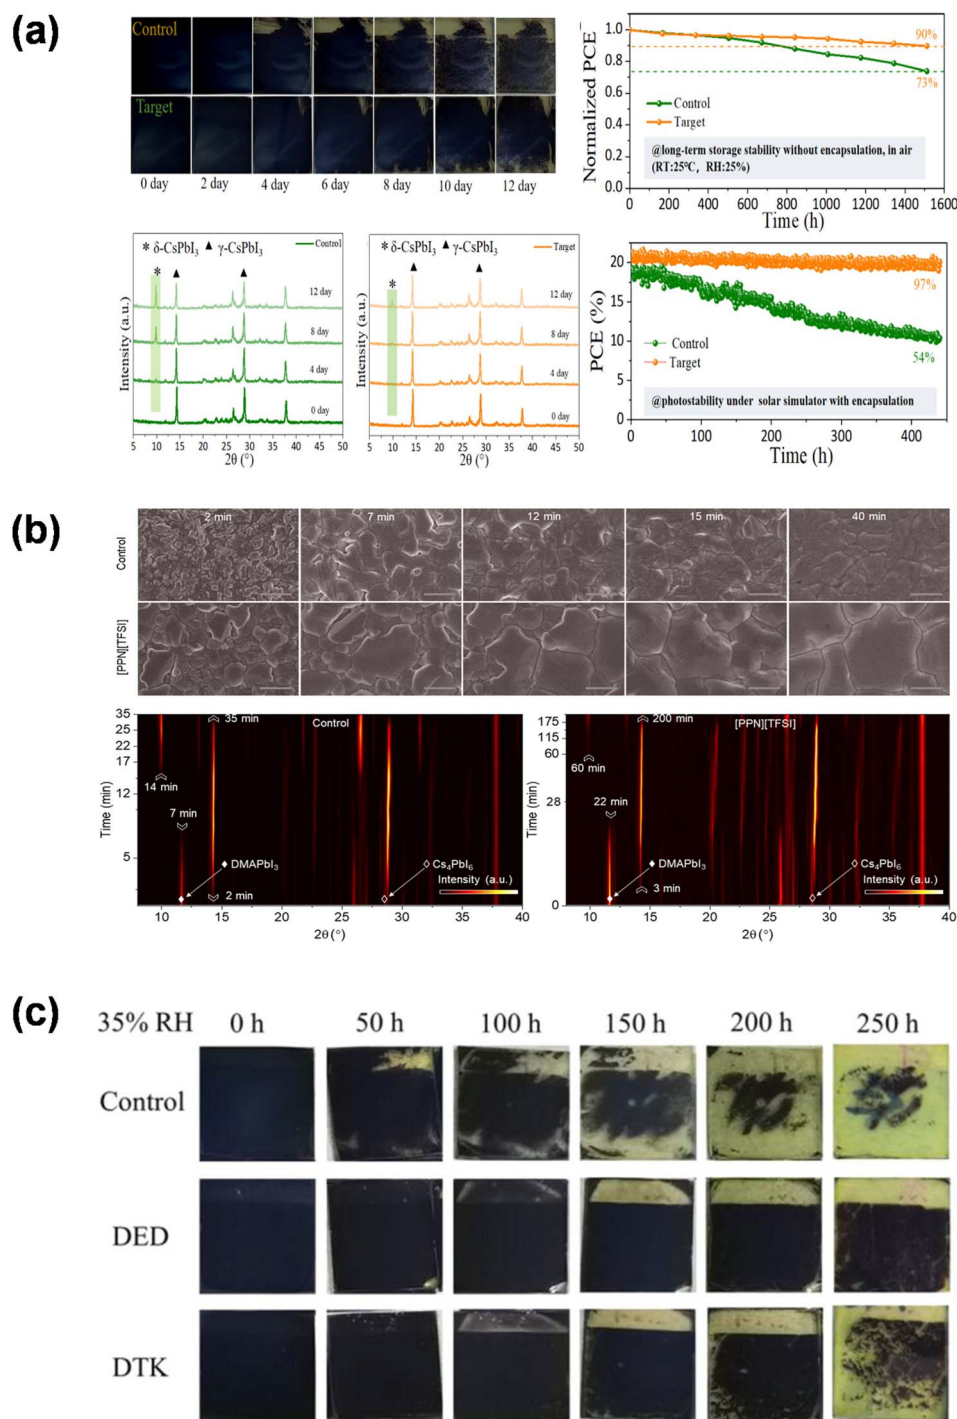 (a)
Control
Target
0 day
2 day
4 day
6 day
8 day
10 day
12 day
Normalized PCE
1.0
0.8
0.6
0.4
0.2
0.0
90%
73%
Control
Target
@long-term storage stability without encapsulation, in air
(RT:25℃, RH:25%)
0 200 400 600 800 1000 1200 1400 1600
Time (h)
Intensity (a.u.)
* δ-CsPbI₃ ▲ γ-CsPbI₃ Control
*
▲ ▲
12 day
8 day
4 day
0 day
5 10 15 20 25 30 35 40 45 50
2θ (°)
Intensity (a.u.)
* δ-CsPbI₃ ▲ γ-CsPbI₃ Target
*
▲ ▲
12 day
8 day
4 day
0 day
5 10 15 20 25 30 35 40 45 50
2θ (°)
PCE (%)
20
15
10
5
0
97%
54%
Control
Target
@photostability under solar simulator with encapsulation
0 100 200 300 400
Time (h)
(b)
2 min 7 min 12 min 15 min 40 min
Control
[PPN][TFSI]
Time (min)
35
25
22
17
12
5
35 min
Control
14 min
7 min
DMAPbI₃
2 min
Cs₄PbI₆
Intensity (a.u.)
10 15 20 25 30 35 40
2θ (°)
Time (min)
175
115
60
28
0
200 min
[PPN][TFSI]
60 min
22 min
DMAPbI₃
3 min
Cs₄PbI₆
Intensity (a.u.)
10 15 20 25 30 35 40
2θ (°)
(c)
35% RH 0 h 50 h 100 h 150 h 200 h 250 h
Control
DED
DTK